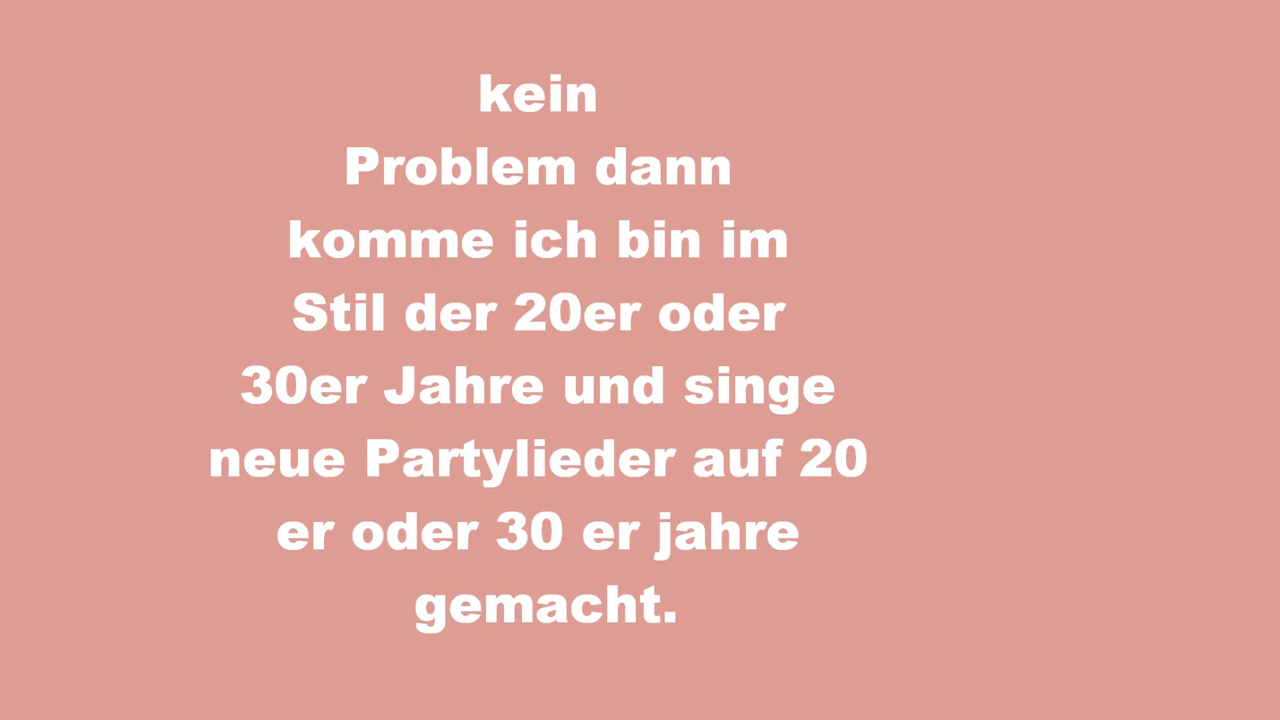 kein
Problem dann
komme ich bin im
Stil der 20er oder
30er Jahre und singe
neue Partylieder auf 20
er oder 30 er jahre
gemacht.